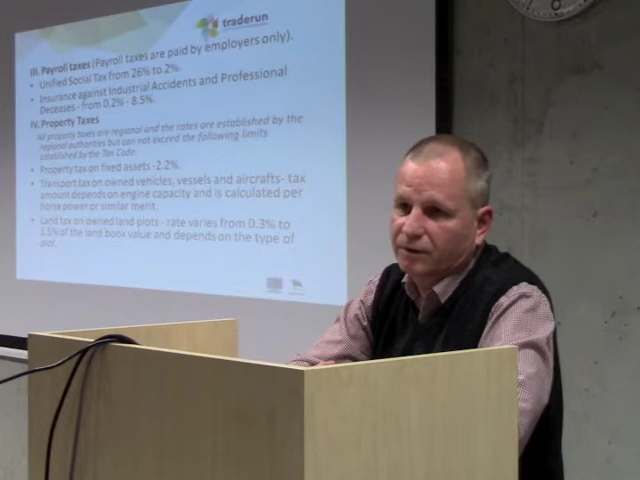 traderun
III. Payroll taxes (Payroll taxes are paid by employers only).
• Unified Social Tax from 26% to 2%.
• Insurance against Industrial Accidents and Professional
Deceases - from 0.2% - 8.5%.
IV. Property Taxes
All property taxes are regional and the rates are established by the
regional authorities but can not exceed the following limits
established by the Tax Code.
• Property tax on fixed assets -2.2%.
• Transport tax on owned vehicles, vessels and aircrafts- tax
amount depends on engine capacity and is calculated per
horse power or similar merit.
• Land tax on owned land plots - rate varies from 0.3% to
1.5% of the land book value and depends on the type of
plot.